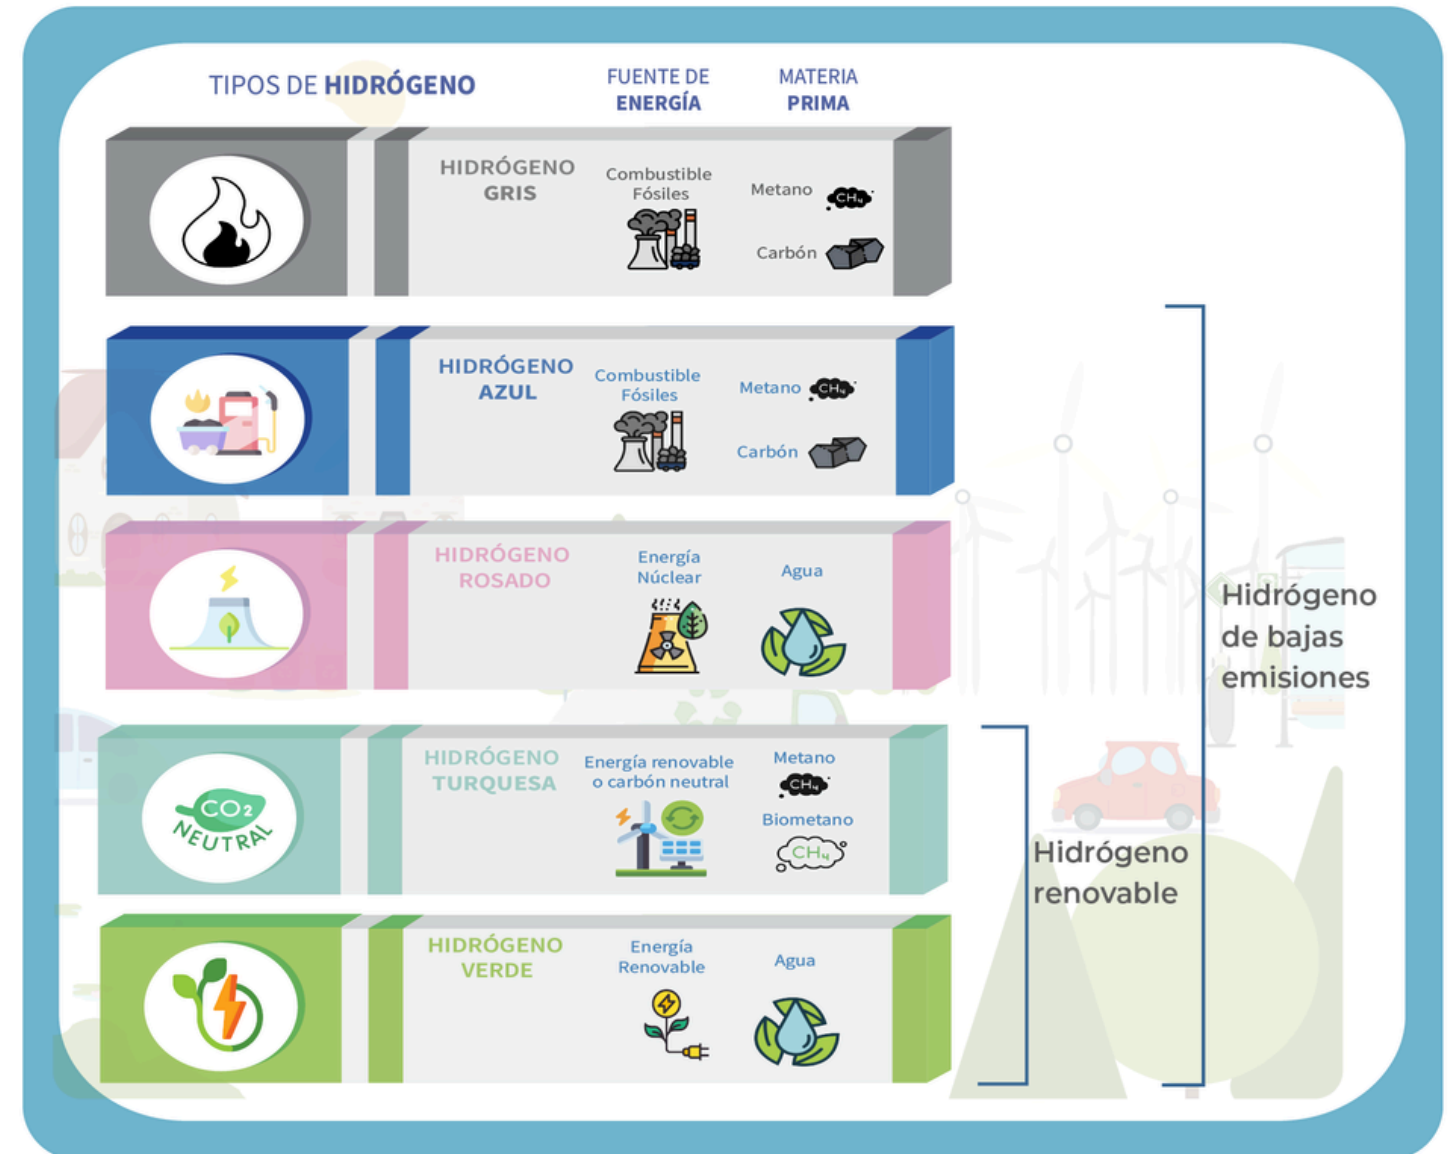 TIPOS DE HIDRÓGENO
FUENTE DE
ENERGÍA
MATERIA
PRIMA
HIDRÓGENO
GRIS
Combustible
Fósiles
Metano
CH₄
Carbón
HIDRÓGENO
AZUL
Combustible
Fósiles
Metano
CH₄
Carbón
HIDRÓGENO
ROSADO
Energía
Núclear
Agua
CO₂
NEUTRAL
HIDRÓGENO
TURQUESA
Energía renovable
o carbón neutral
Metano
CH₄
Biometano
CH₄
HIDRÓGENO
VERDE
Energía
Renovable
Agua
Hidrógeno
de bajas
emisiones
Hidrógeno
renovable